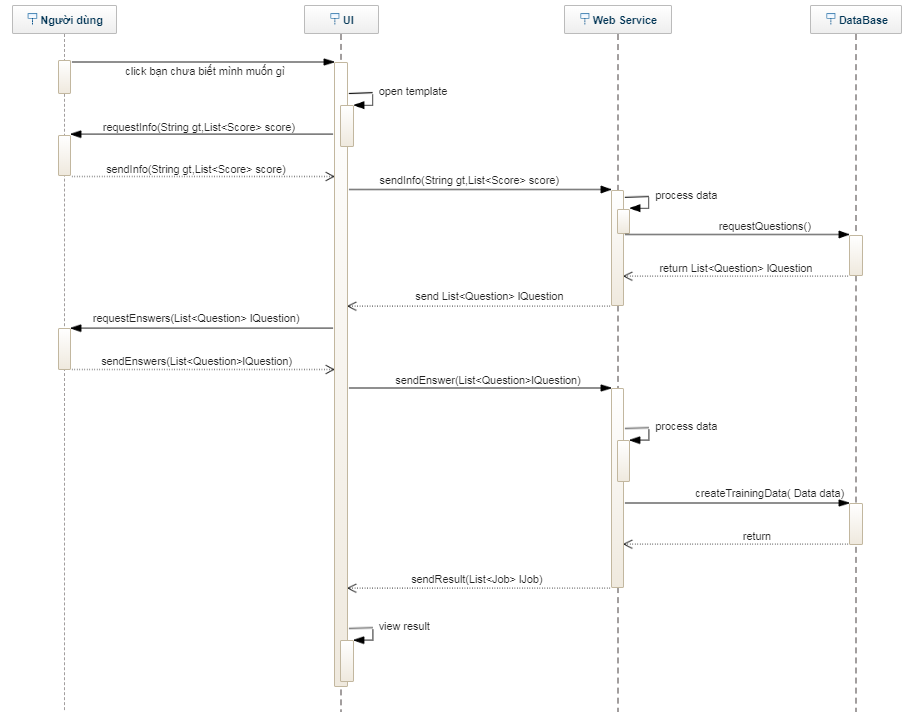 Người dùng
UI
Web Service
DataBase
click bạn chưa biết mình muốn gì
open template
requestInfo(String gt,List<Score> score)
sendInfo(String gt,List<Score> score)
sendInfo(String gt,List<Score> score)
process data
requestQuestions()
return List<Question> lQuestion
send List<Question> lQuestion
requestEnswers(List<Question> lQuestion)
sendEnswers(List<Question>lQuestion)
sendEnswer(List<Question>lQuestion)
process data
createTrainingData( Data data)
return
sendResult(List<Job> lJob)
view result